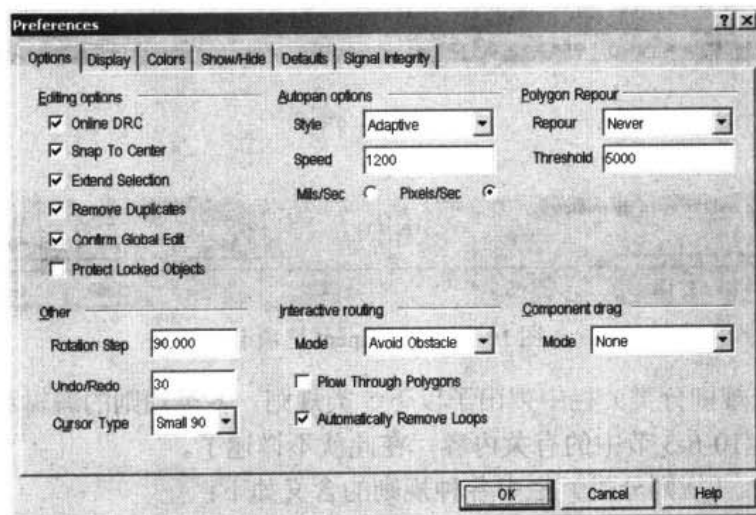 Preferences
Options Display Colors Show/Hide Defaults Signal Integrity
Editing options
Online DRC
Snap To Center
Extend Selection
Remove Duplicates
Confirm Global Edit
Protect Locked Objects
Autopan options
Style Adaptive
Speed 1200
Mils/Sec Pixels/Sec
Polygon Repour
Repour Never
Threshold 5000
Other
Rotation Step 90.000
Undo/Redo 30
Cursor Type Small 90
Interactive routing
Mode Avoid Obstacle
Plow Through Polygons
Automatically Remove Loops
Component drag
Mode None
OK Cancel Help